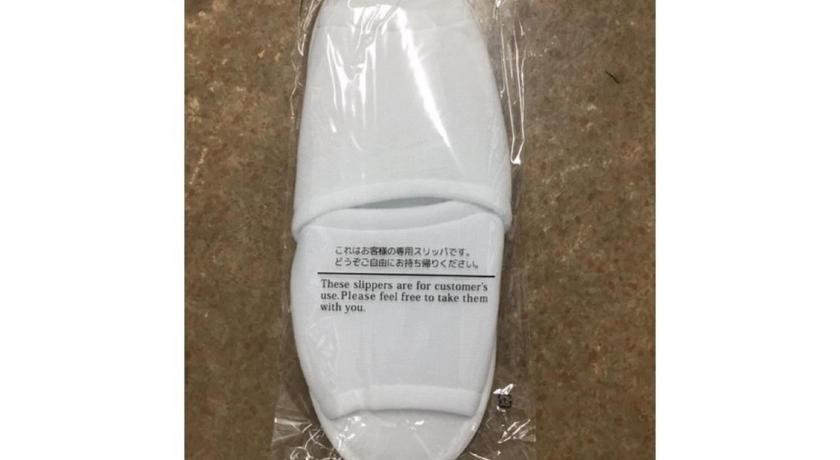 これはお客様の専用スリッパです。
どうぞご自由にお持ち帰りください。
These slippers are for customer's
use.Please feel free to take them
with you.